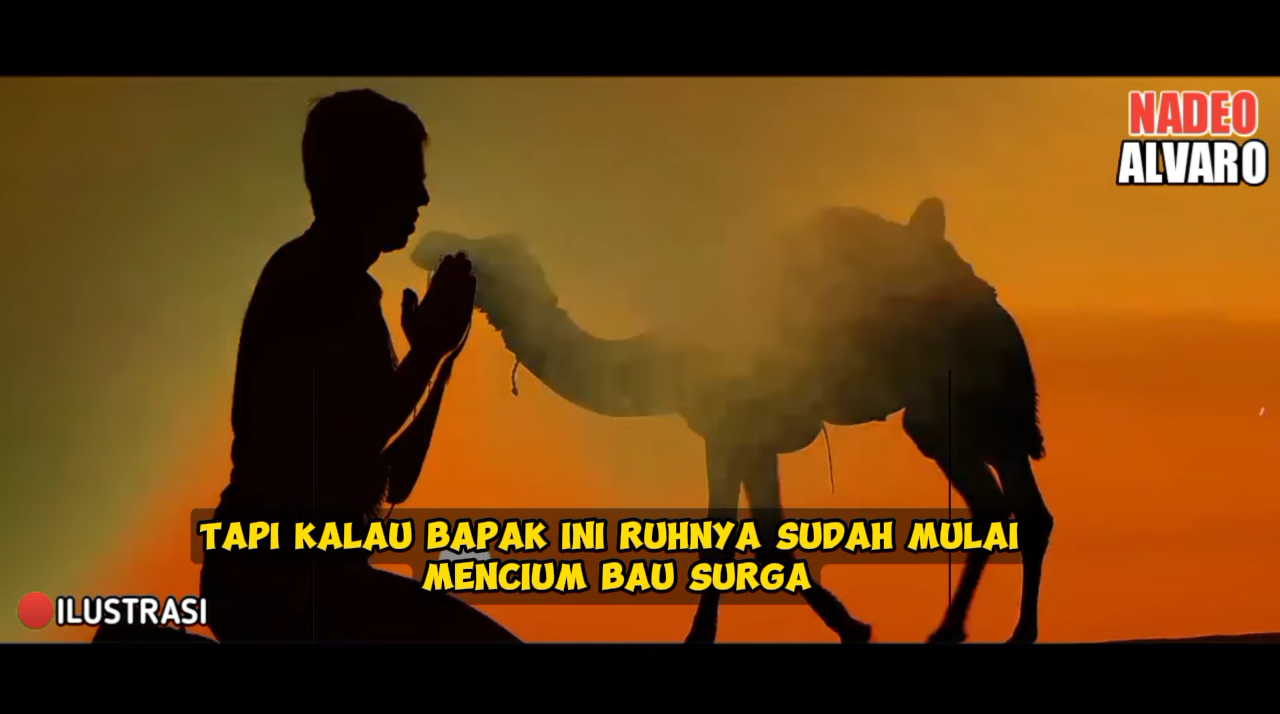 NADEO
ALVARO
TAPI KALAU BAPAK INI RUHNYA SUDAH MULAI
MENCIUM BAU SURGA
ILUSTRASI